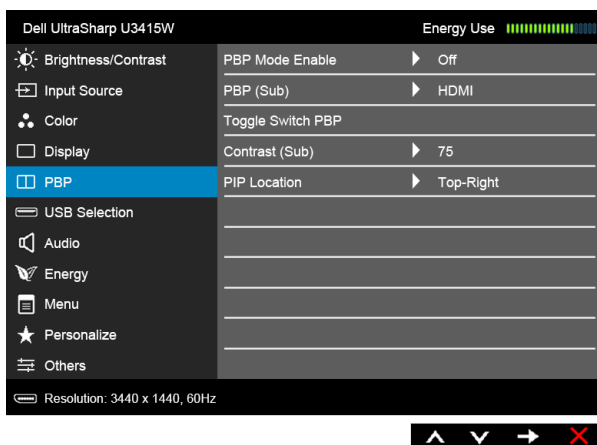 Dell UltraSharp U3415W Energy Use
Brightness/Contrast PBP Mode Enable Off
Input Source PBP (Sub) HDMI
Color Toggle Switch PBP
Display Contrast (Sub) 75
PBP PIP Location Top-Right
USB Selection
Audio
Energy
Menu
Personalize
Others
Resolution: 3440 x 1440, 60Hz